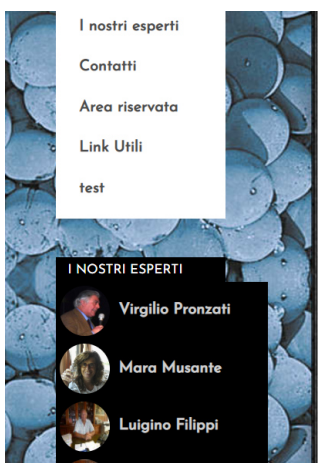 I nostri esperti
Contatti
Area riservata
Link Utili
test
I NOSTRI ESPERTI
Virgilio Pronzati
Mara Musante
Luigino Filippi